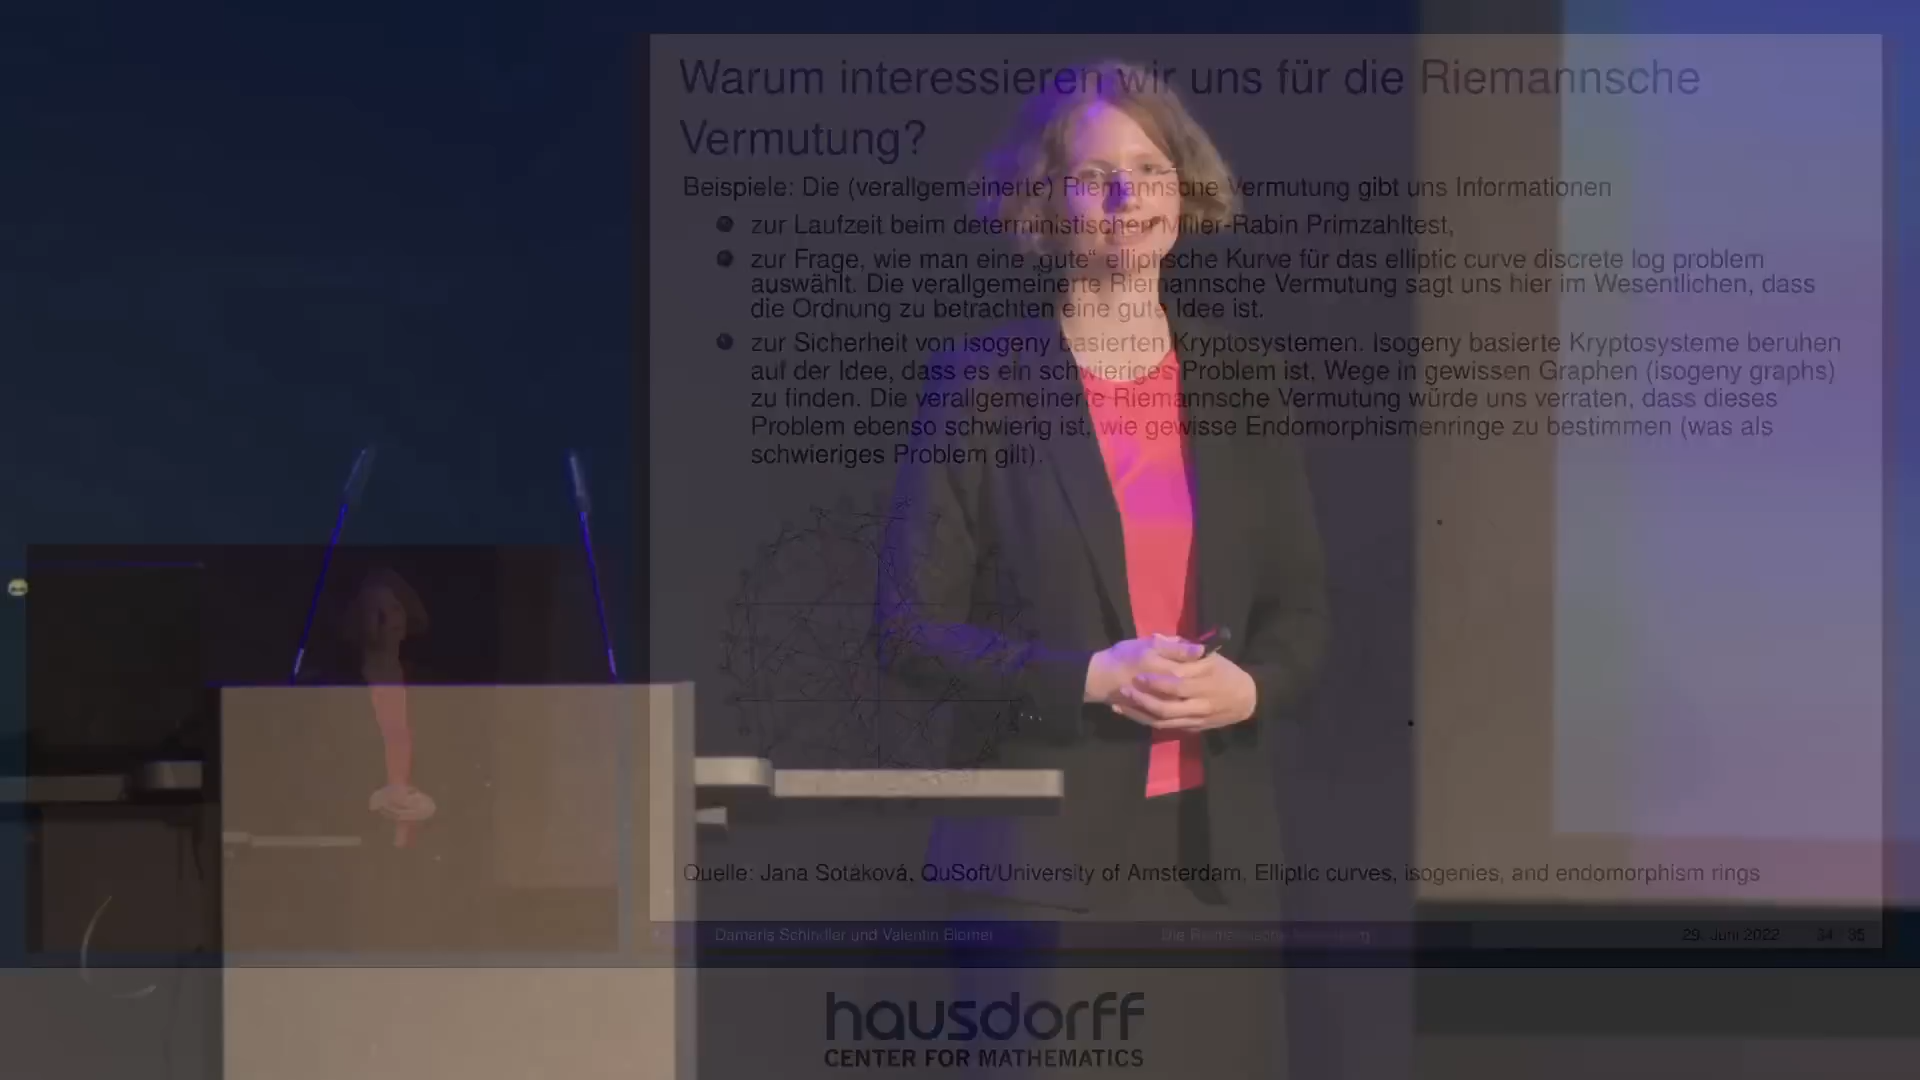 Warum interessieren wir uns für die Riemannsche
Vermutung?
Beispiele: Die (verallgemeinerte) Riemannsche Vermutung gibt uns Informationen
zur Laufzeit beim deterministischen Miller-Rabin Primzahltest,
zur Frage, wie man eine „gute“ elliptische Kurve für das elliptic curve discrete log problem
auswählt. Die verallgemeinerte Riemannsche Vermutung sagt uns hier im Wesentlichen, dass
die Ordnung zu betrachten eine gute Idee ist.
zur Sicherheit von isogeny basierten Kryptosystemen. Isogeny basierte Kryptosysteme beruhen
auf der Idee, dass es ein schwieriges Problem ist, Wege in gewissen Graphen (isogeny graphs)
zu finden. Die verallgemeinerte Riemannsche Vermutung würde uns verraten, dass dieses
Problem ebenso schwierig ist, wie gewisse Endomorphismenringe zu bestimmen (was als
schwieriges Problem gilt).
Quelle: Jana Sotáková, QuSoft/University of Amsterdam, Elliptic curves, isogenies, and endomorphism rings
Damaris Schindler und Valentin Blomer Die Riemannsche Vermutung 29. Juni 2022 34 / 35
hausdorff
CENTER FOR MATHEMATICS